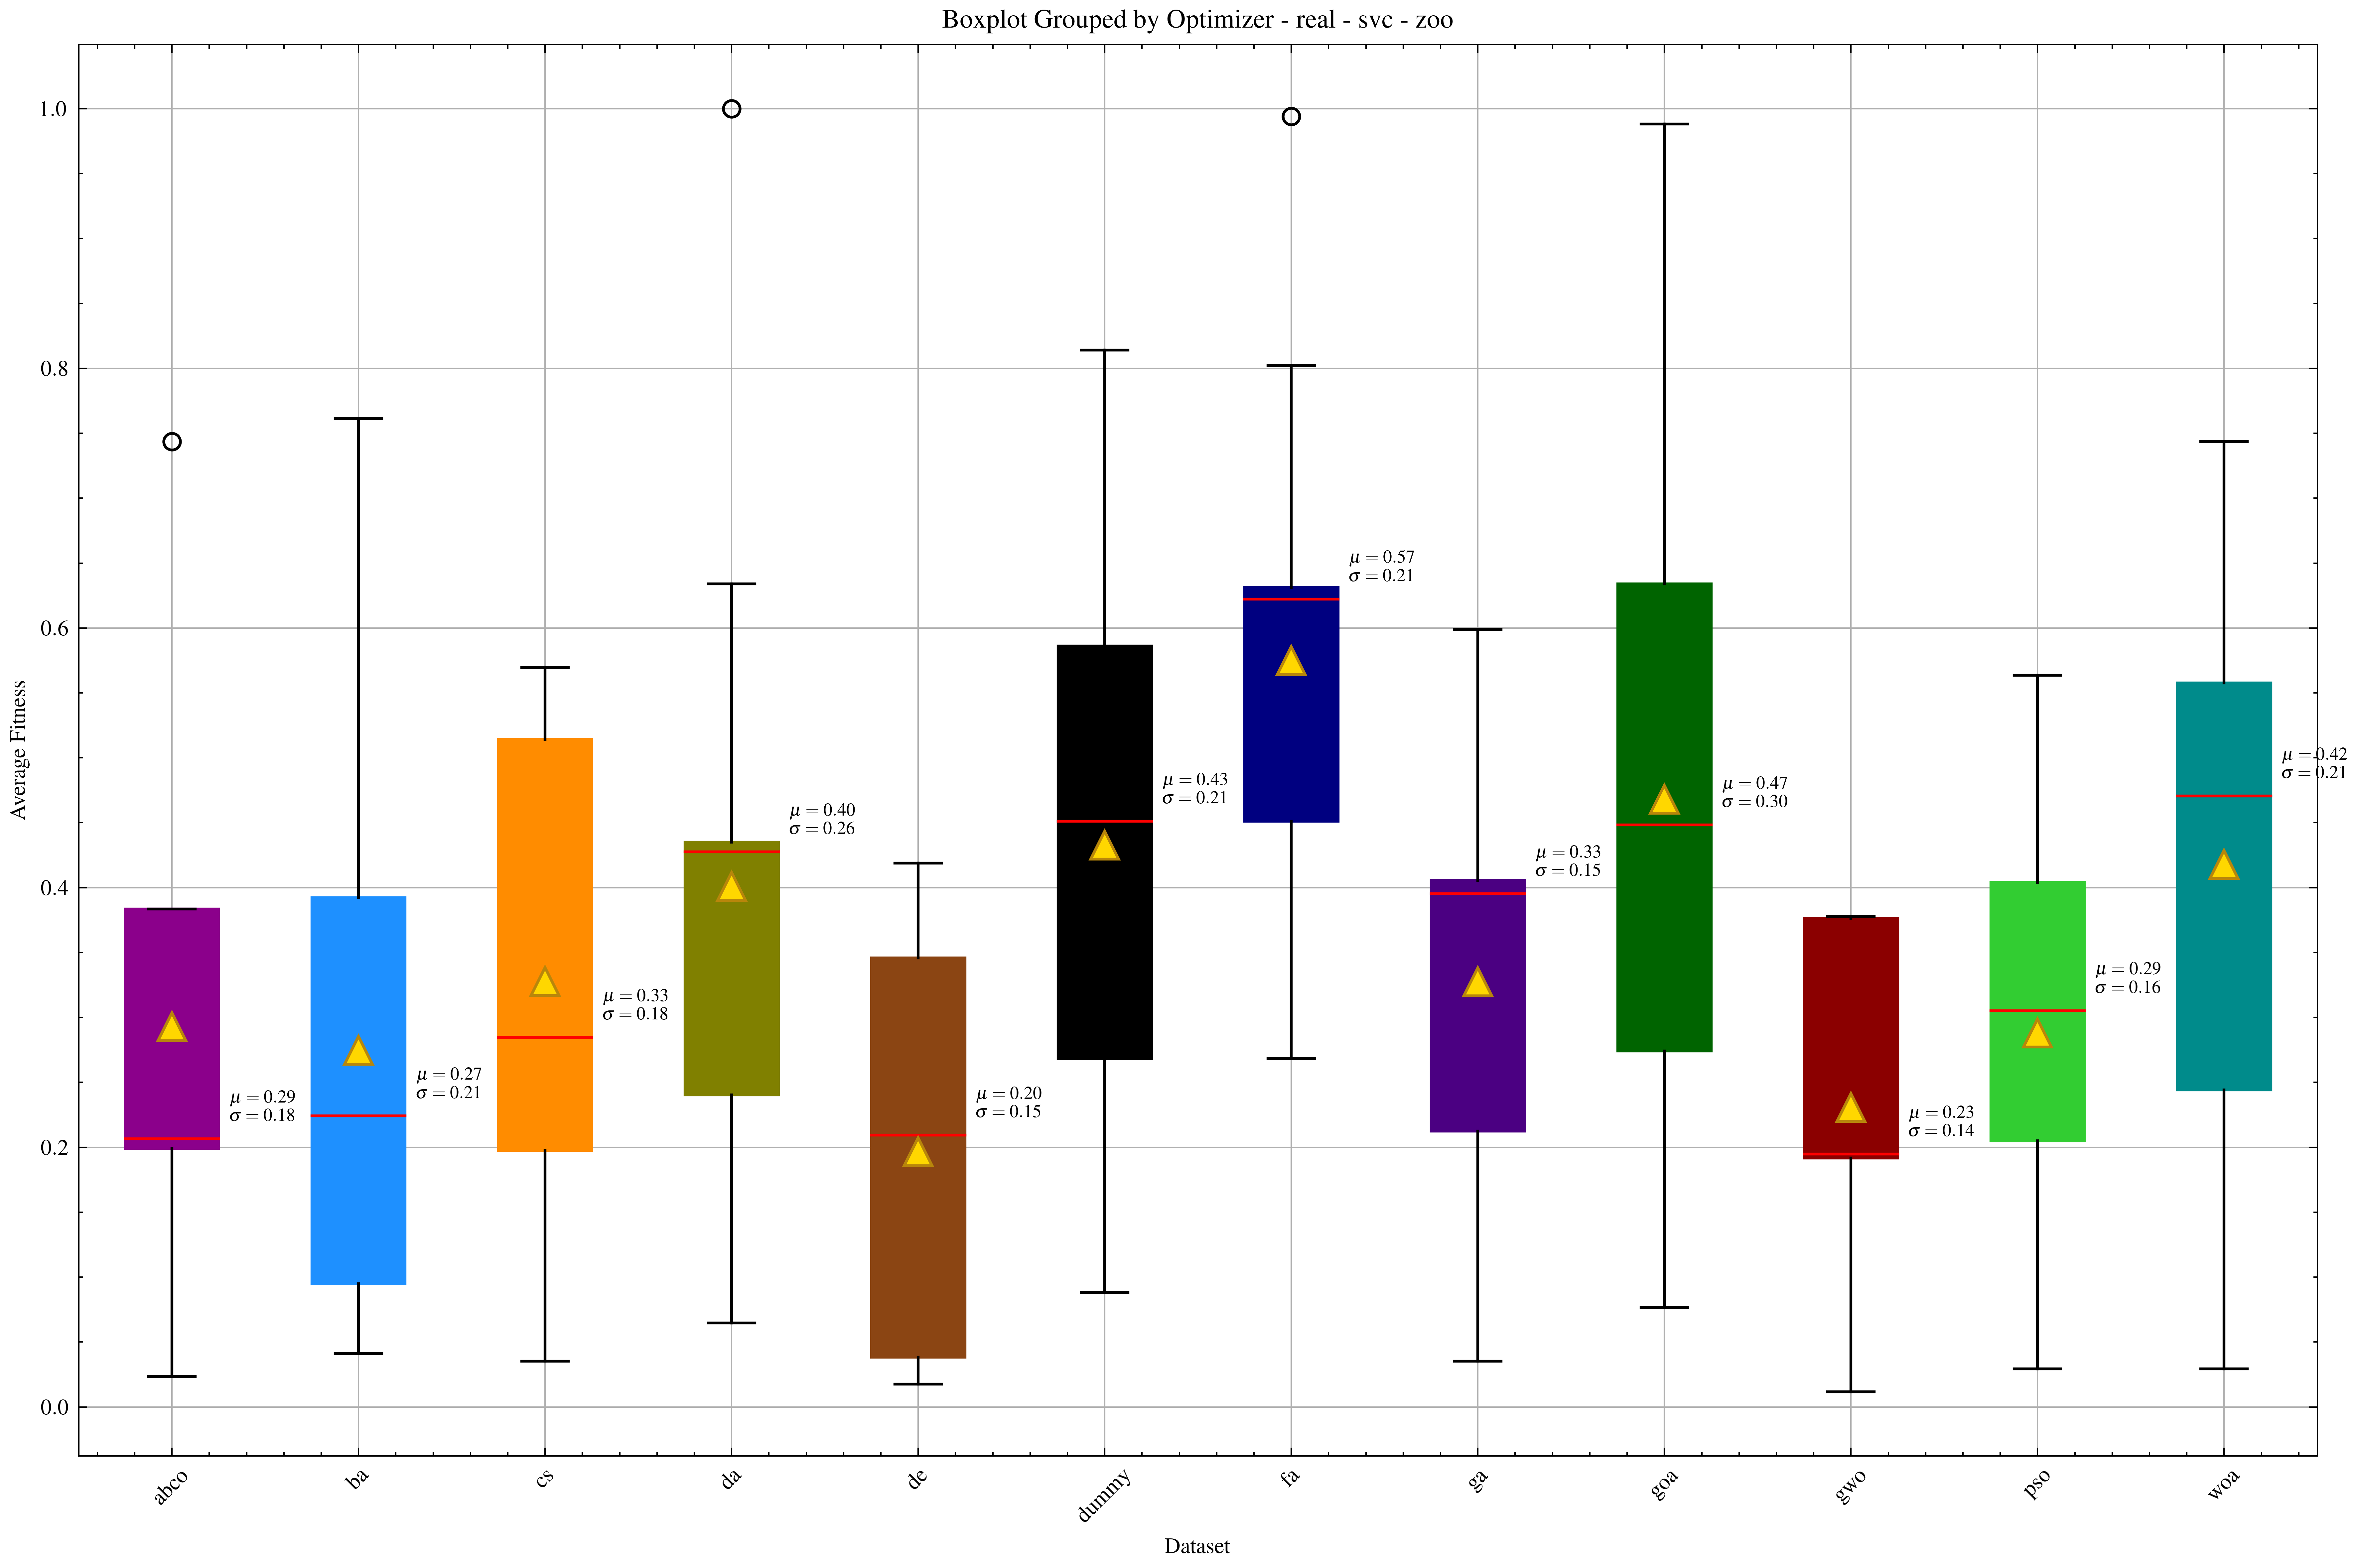 Boxplot Grouped by Optimizer - real - svc - zoo
Average Fitness
1.0
0.8
0.6
0.4
0.2
0.0
μ = 0.29
σ = 0.18
μ = 0.27
σ = 0.21
μ = 0.33
σ = 0.18
μ = 0.40
σ = 0.26
μ = 0.20
σ = 0.15
μ = 0.43
σ = 0.21
μ = 0.57
σ = 0.21
μ = 0.33
σ = 0.15
μ = 0.47
σ = 0.30
μ = 0.23
σ = 0.14
μ = 0.29
σ = 0.16
μ = 0.42
σ = 0.21
abco
ba
cs
da
de
dummy
fa
ga
goa
gwo
pso
woa
Dataset